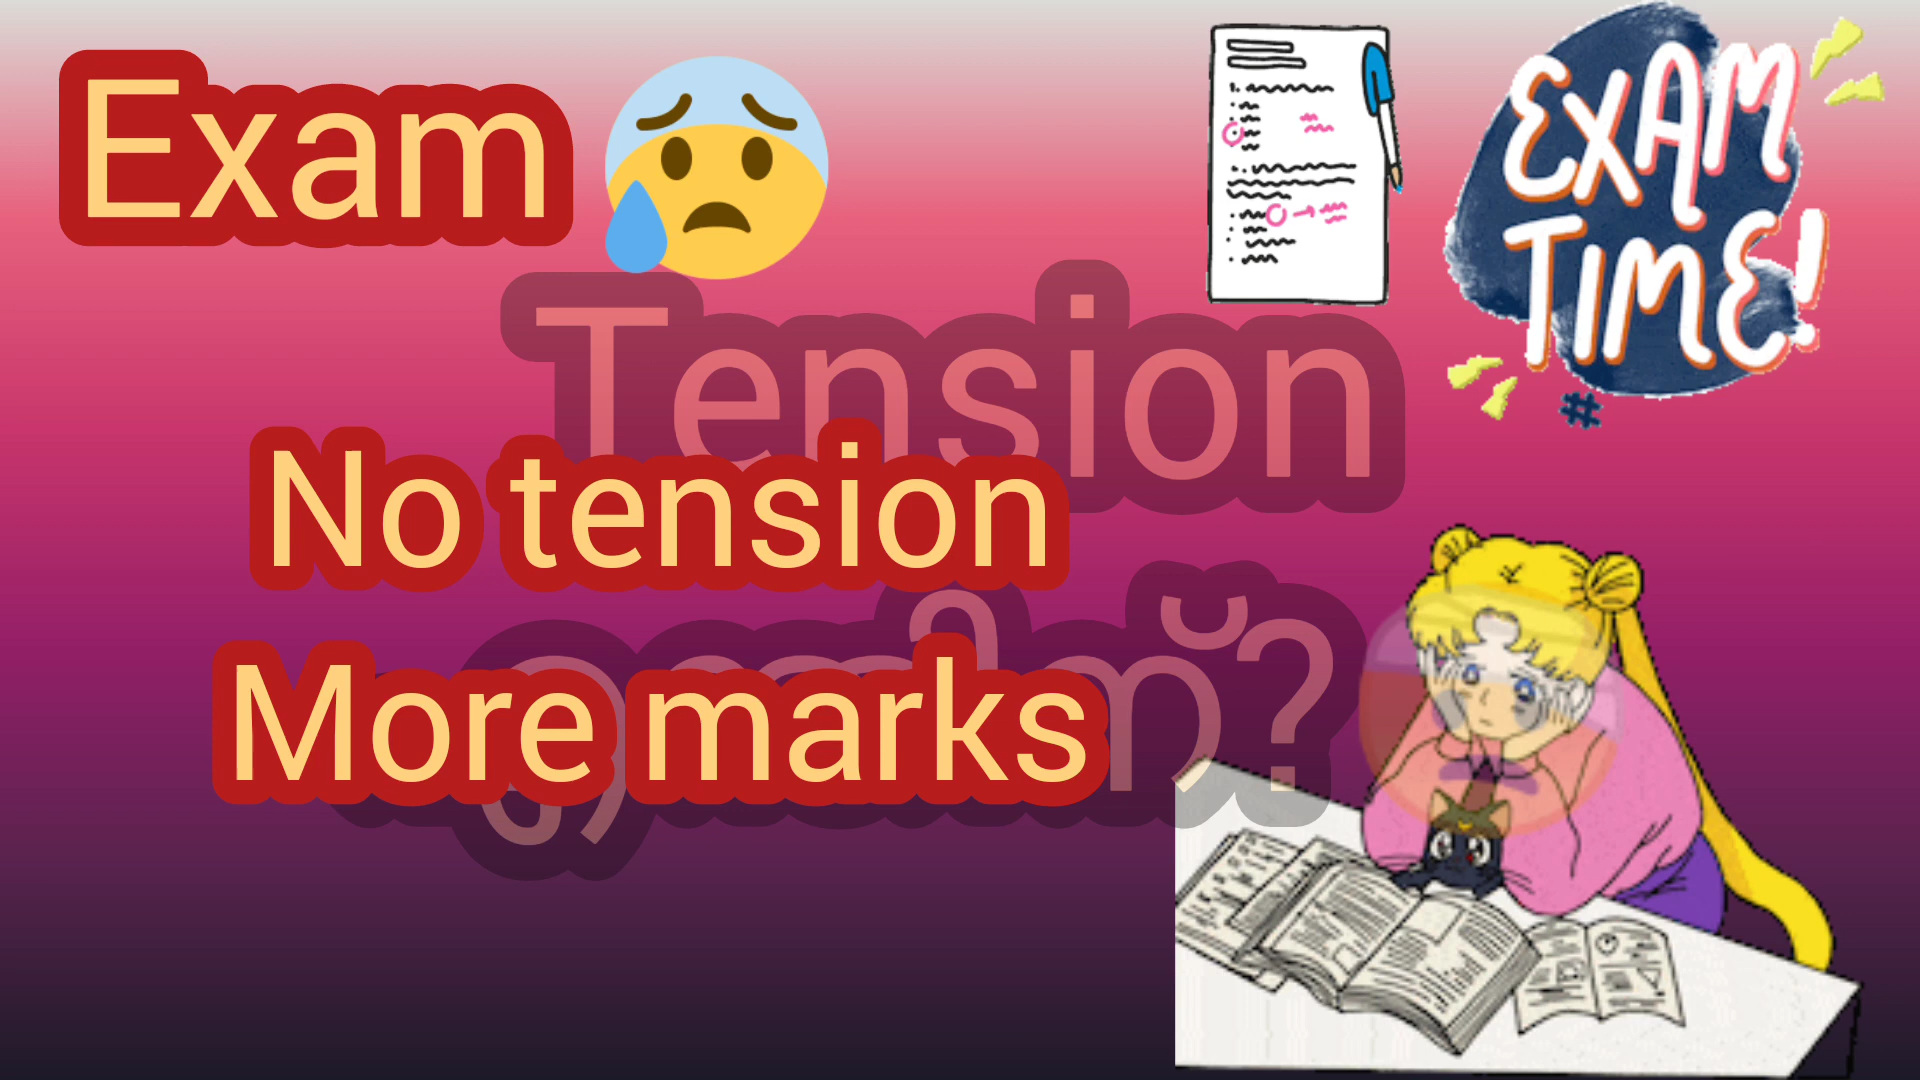 Exam
EXAM
TIME!
Tension
No tension
More marks